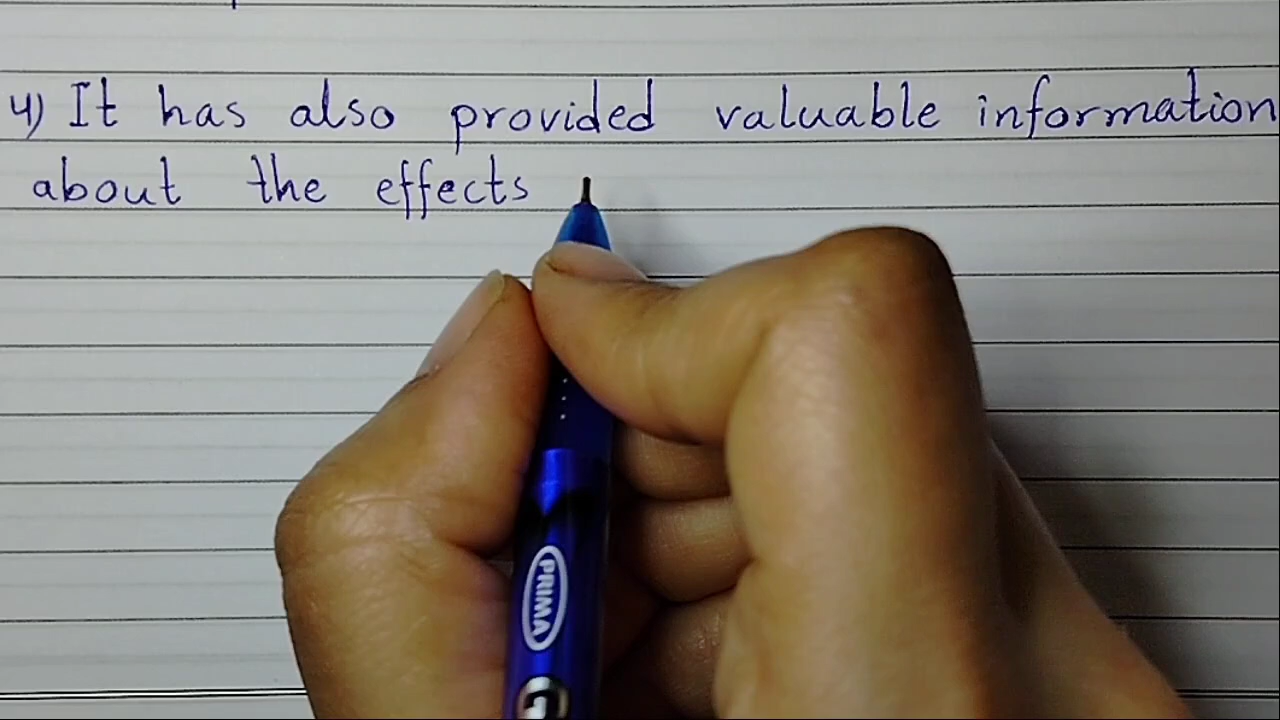 4) It has also provided valuable information
about the effects
PRIMA